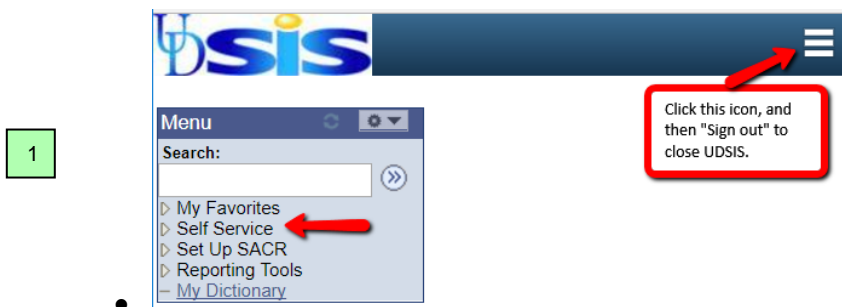 UDSiS
Click this icon, and
then "Sign out" to
close UDSIS.
1
Menu
Search:
My Favorites
Self Service
Set Up SACR
Reporting Tools
My Dictionary